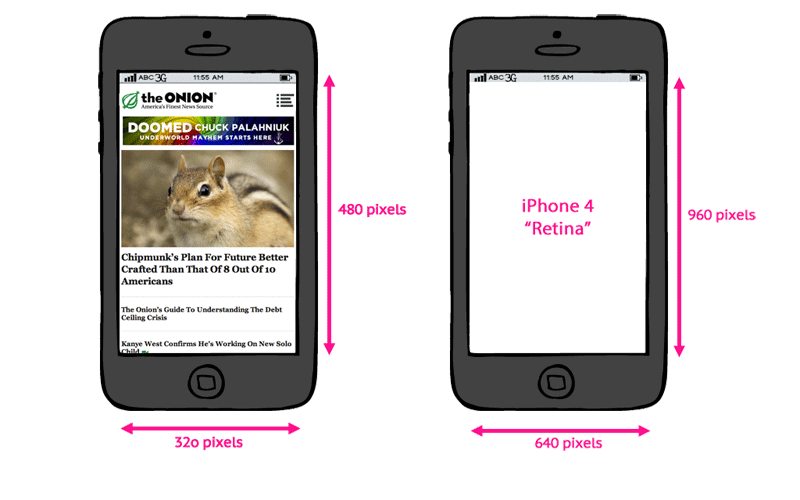 ABC 3G 11:55 AM
the ONION®
America's Finest News Source
DOOMED CHUCK PALAHNIUK
UNDERWORLD MAYHEM STARTS HERE
Chipmunk's Plan For Future Better
Crafted Than That Of 8 Out Of 10
Americans
The Onion's Guide To Understanding The Debt
Ceiling Crisis
Kanye West Confirms He's Working On New Solo
Child
480 pixels
32o pixels
ABC 3G 11:55 AM
iPhone 4
“Retina”
960 pixels
640 pixels